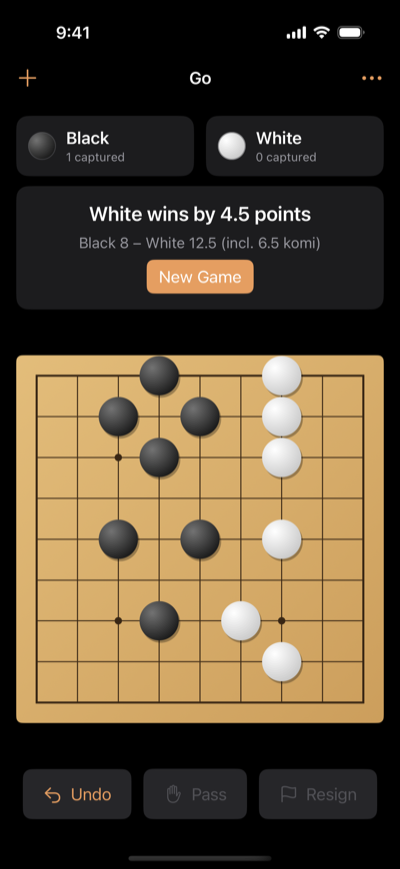 9:41
Go
Black
1 captured
White
0 captured
White wins by 4.5 points
Black 8 – White 12.5 (incl. 6.5 komi)
New Game
Undo
Pass
Resign